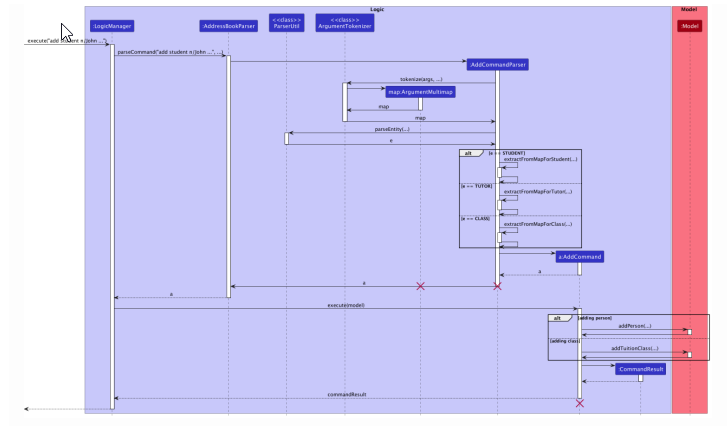 Logic
Model
:LogicManager
:AddressBookParser
<<class>>
ParserUtil
<<class>>
ArgumentTokenizer
:Model
execute("add student n/John ...")
parseCommand("add student n/John ...", ...)
:AddCommandParser
tokenize(args, ...)
map:ArgumentMultimap
map
map
parseEntity(...)
e
alt
[e == STUDENT]
extractFromMapForStudent(...)
[e == TUTOR]
extractFromMapForTutor(...)
[e == CLASS]
extractFromMapForClass(...)
a:AddCommand
a
a
a
execute(model)
alt
[adding person]
addPerson(...)
[adding class]
addTuitionClass(...)
:CommandResult
commandResult